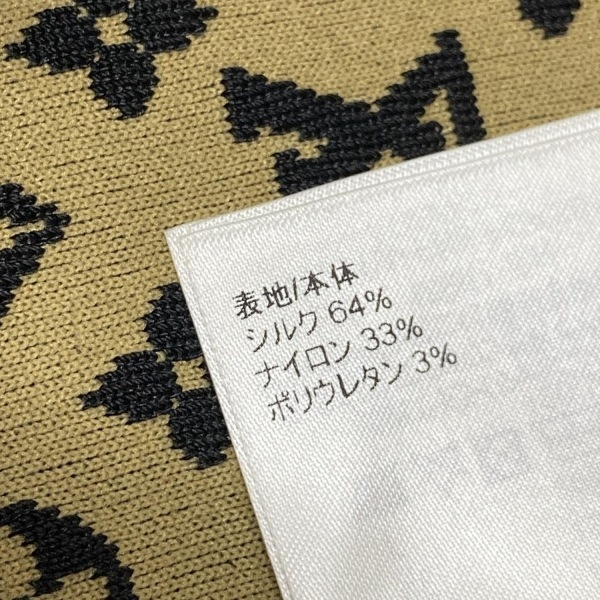 表地/本体
シルク 64%
ナイロン 33%
ポリウレタン 3%